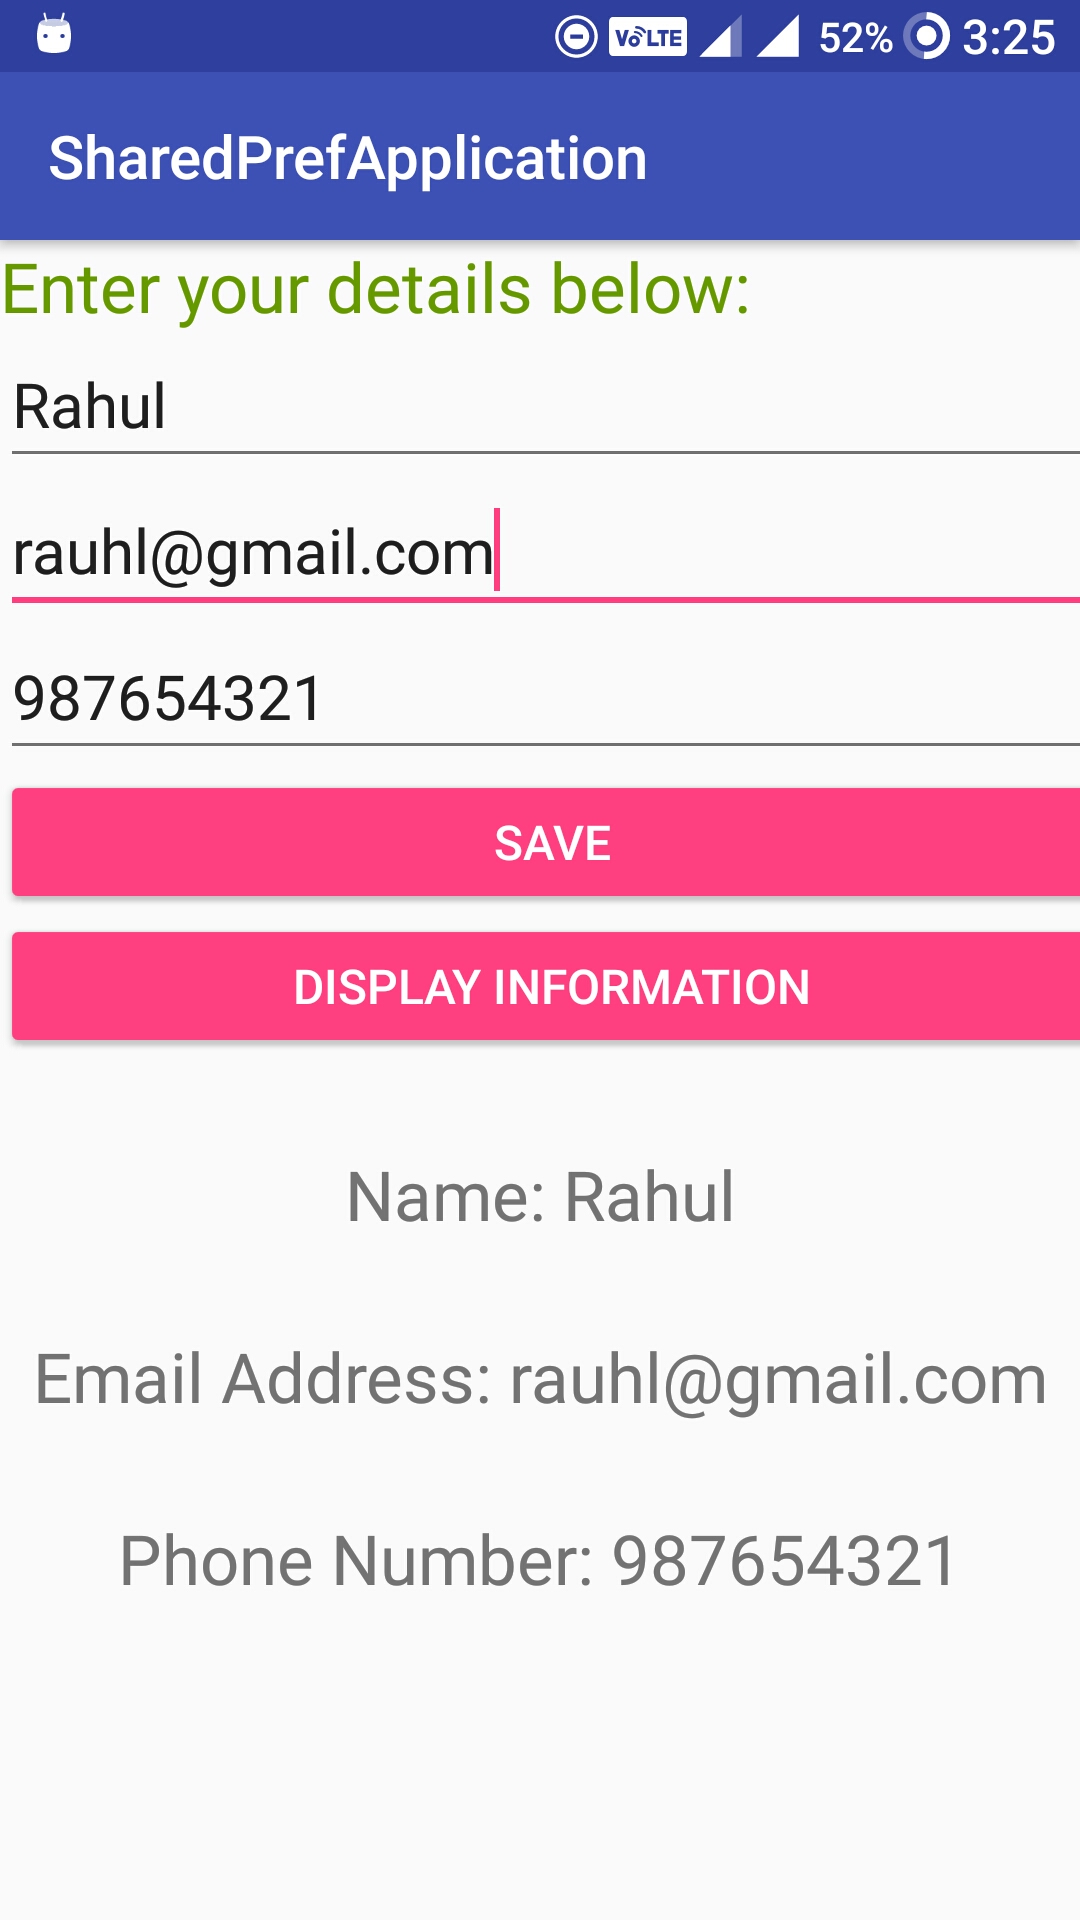 VoLTE 52% 3:25
SharedPrefApplication
Enter your details below:
Rahul
rauhl@gmail.com
987654321
SAVE
DISPLAY INFORMATION
Name: Rahul
Email Address: rauhl@gmail.com
Phone Number: 987654321